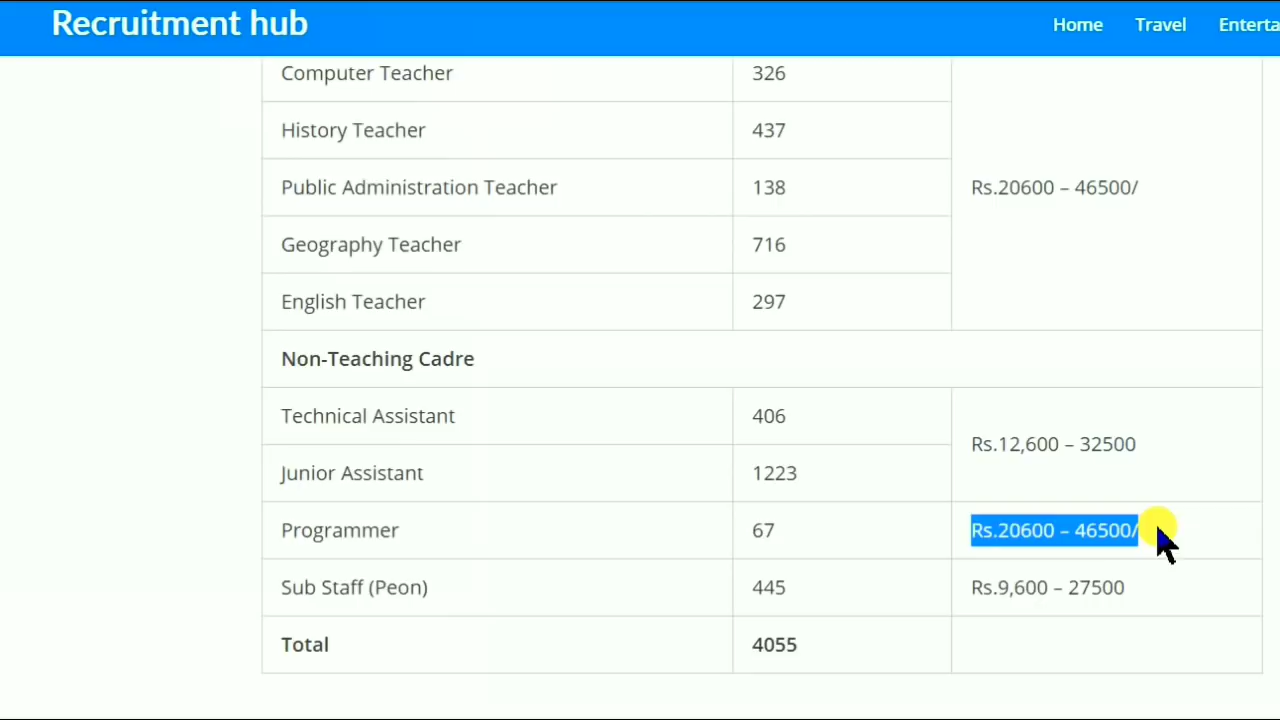 Recruitment hub Home Travel Enterta
Computer Teacher 326
History Teacher 437
Public Administration Teacher 138 Rs.20600 – 46500/
Geography Teacher 716
English Teacher 297
Non-Teaching Cadre
Technical Assistant 406
Rs.12,600 – 32500
Junior Assistant 1223
Programmer 67 Rs.20600 – 46500/
Sub Staff (Peon) 445 Rs.9,600 – 27500
Total 4055